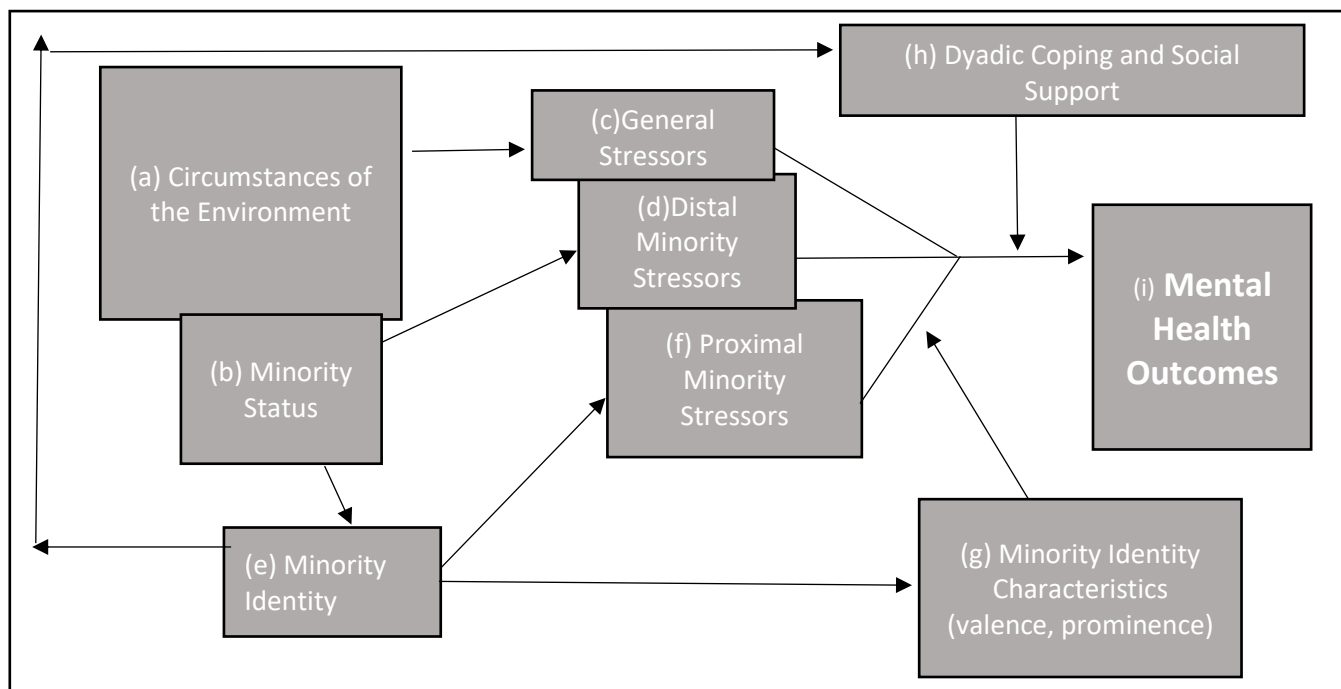 (h) Dyadic Coping and Social
Support
(c)General
Stressors
(a) Circumstances of
the Environment
(d)Distal
Minority
Stressors
(i) Mental
Health
Outcomes
(b) Minority
Status
(f) Proximal
Minority
Stressors
(e) Minority
Identity
(g) Minority Identity
Characteristics
(valence, prominence)